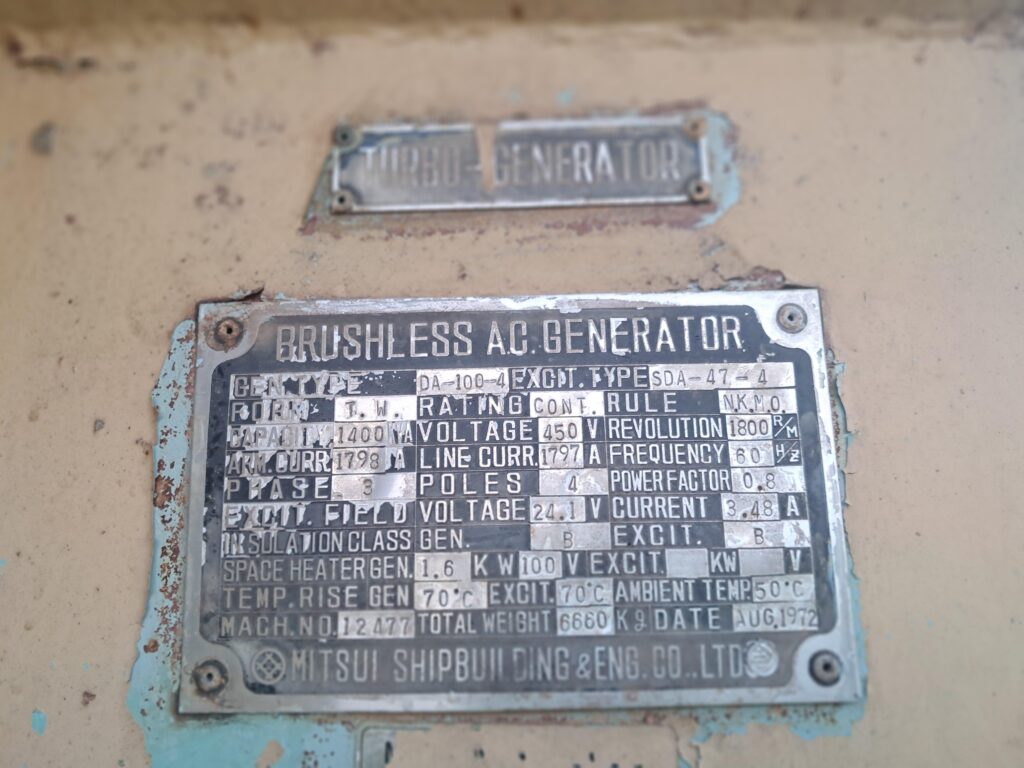 TURBO-GENERATOR
BRUSHLESS A.C. GENERATOR
GEN. TYPE DA-100-4 EXCIT. TYPE SDA-47-4
FORM T.W. RATING CONT. RULE N.K.M.O.
CAPACITY 1400 KVA VOLTAGE 450 V REVOLUTION 1800 R/M
ARM. CURR. 1798 A LINE CURR. 1797 A FREQUENCY 60 HZ
PHASE 3 POLES 4 POWER FACTOR 0.8
EXCIT. FIELD VOLTAGE 24.1 V CURRENT 3.48 A
INSULATION CLASS GEN. B EXCIT. B
SPACE HEATER GEN. 1.6 KW 100 V EXCIT. KW V
TEMP. RISE GEN 70°C EXCIT. 70°C AMBIENT TEMP 50°C
MACH. NO. 12477 TOTAL WEIGHT 6660 Kg DATE AUG. 1972
MITSUI SHIPBUILDING & ENG. CO., LTD.